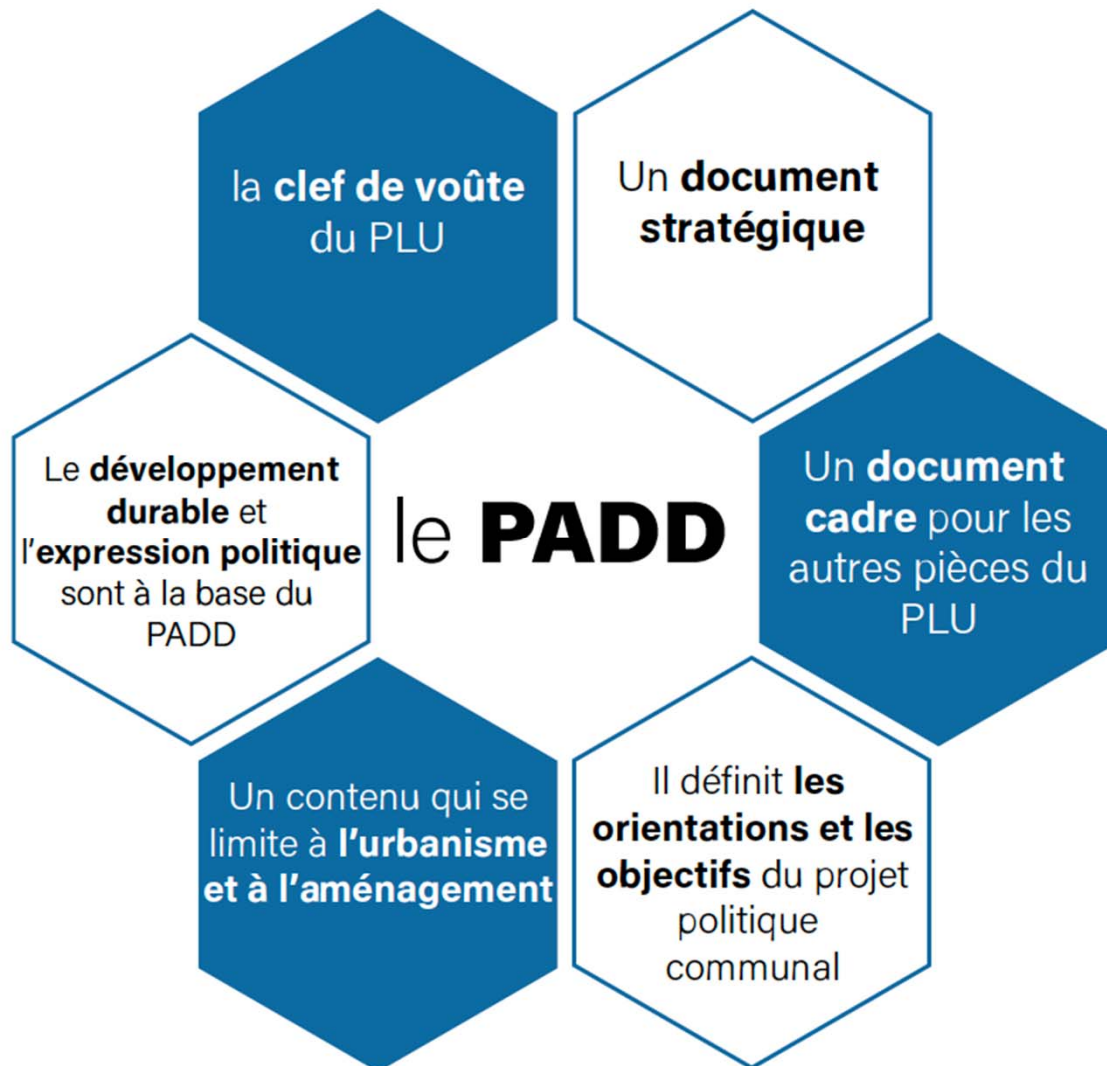 la clef de voûte
du PLU
Un document
stratégique
Le développement
durable et
l'expression politique
sont à la base du
PADD
le PADD
Un document
cadre pour les
autres pièces du
PLU
Un contenu qui se
limite à l'urbanisme
et à l'aménagement
Il définit les
orientations et les
objectifs du projet
politique
communal